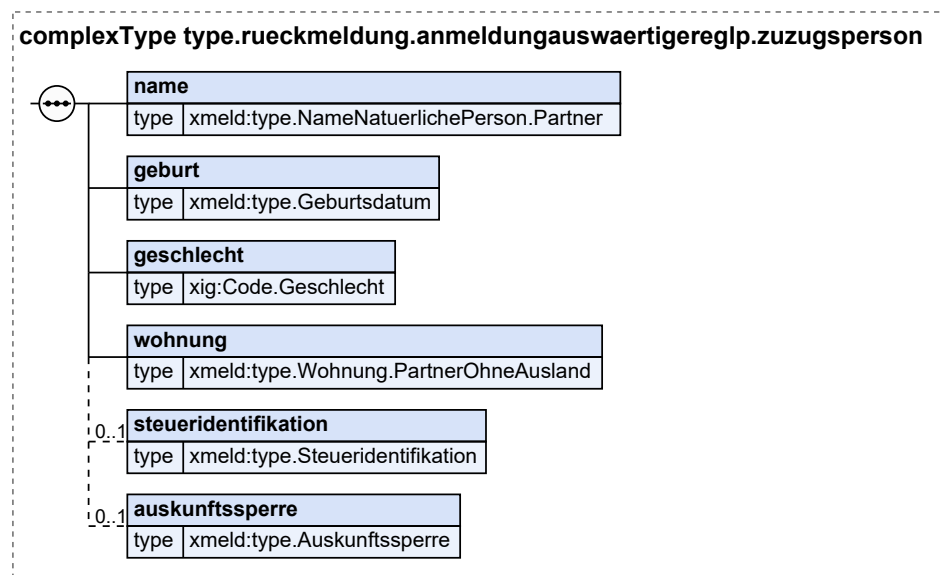 complexType type.rueckmeldung.anmeldungauswaertigereglp.zuzugsperson
name
type xmeld:type.NameNatuerlichePerson.Partner
geburt
type xmeld:type.Geburtsdatum
geschlecht
type xig:Code.Geschlecht
wohnung
type xmeld:type.Wohnung.PartnerOhneAusland
0..1 steueridentifikation
type xmeld:type.Steueridentifikation
0..1 auskunftssperre
type xmeld:type.Auskunftssperre